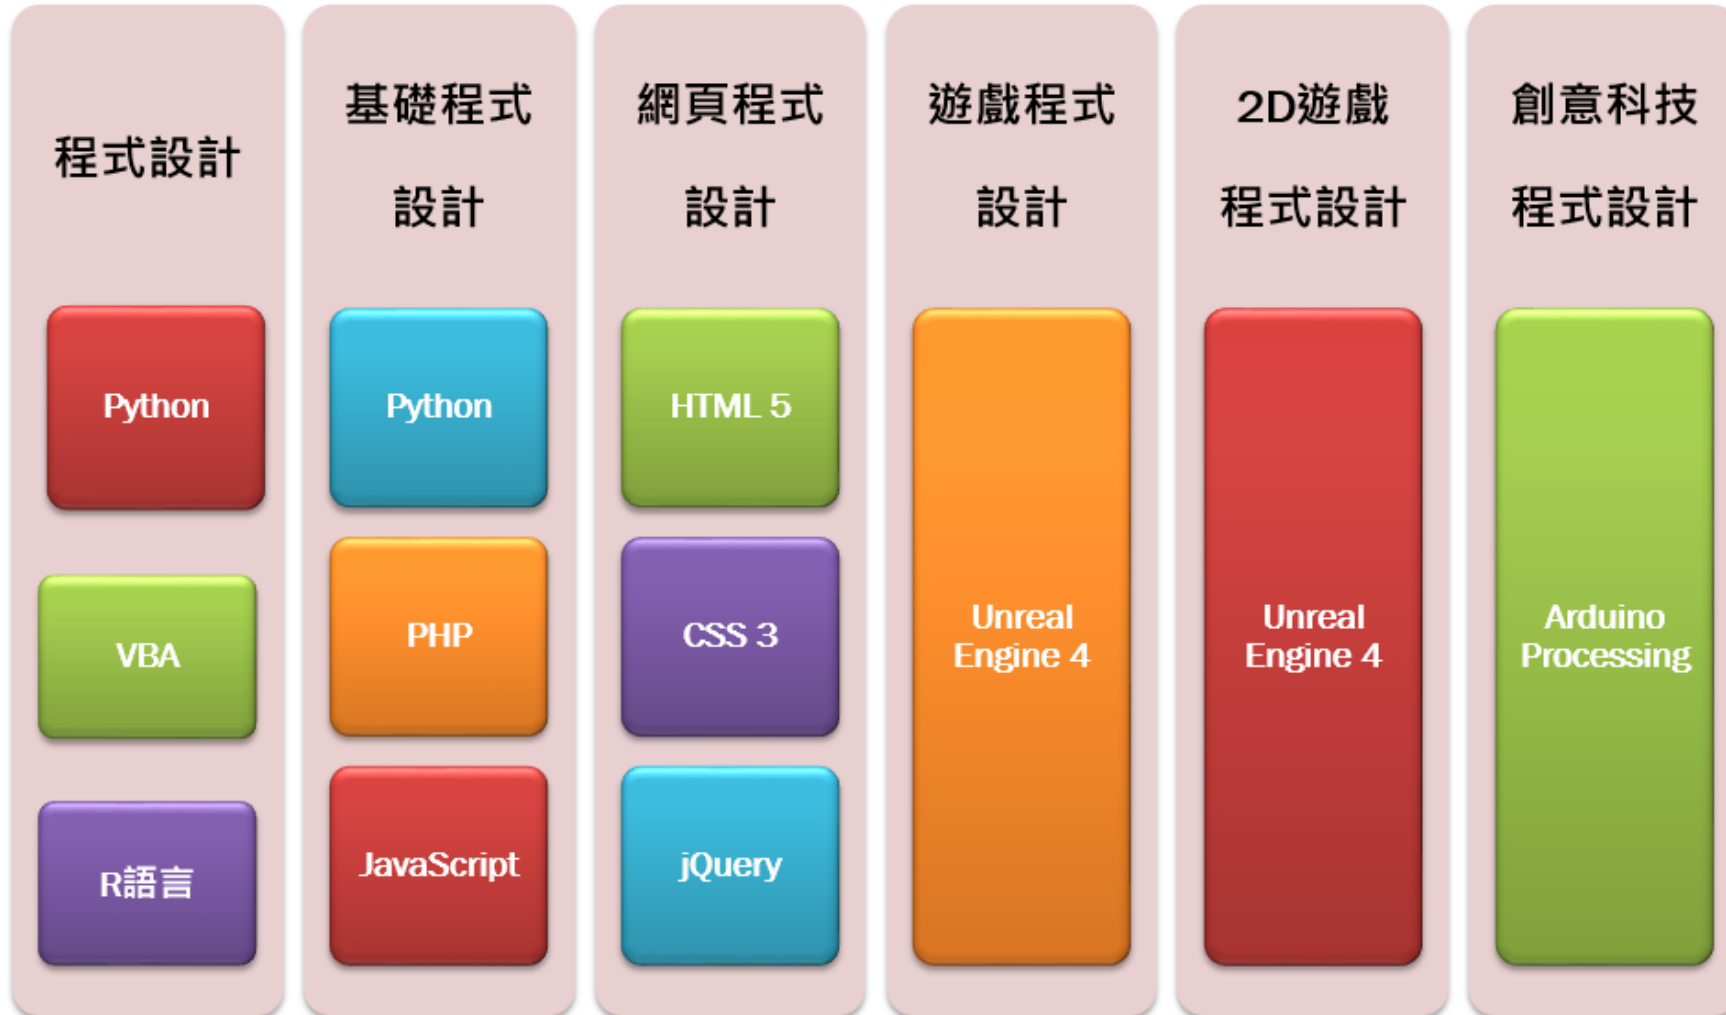 程式設計
Python
VBA
R語言
基礎程式
設計
Python
PHP
JavaScript
網頁程式
設計
HTML 5
CSS 3
jQuery
遊戲程式
設計
Unreal
Engine 4
2D遊戲
程式設計
Unreal
Engine 4
創意科技
程式設計
Arduino
Processing